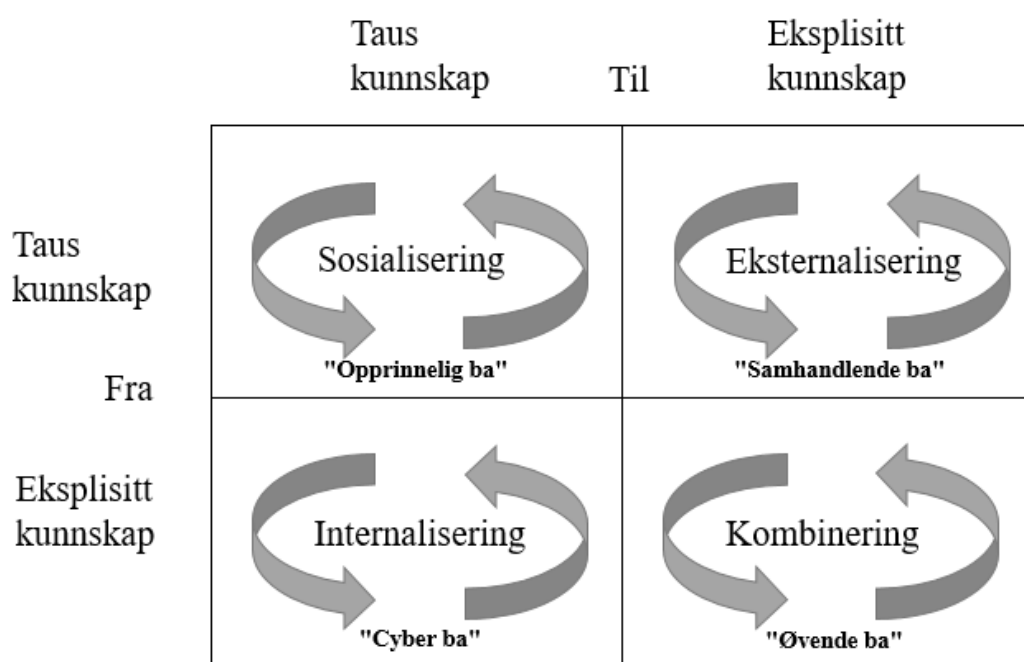 Taus
kunnskap
Til
Eksplisitt
kunnskap
Taus
kunnskap
Sosialisering
"Opprinnelig ba"
Eksternalisering
"Samhandlende ba"
Fra
Eksplisitt
kunnskap
Internalisering
"Cyber ba"
Kombinering
"Øvende ba"